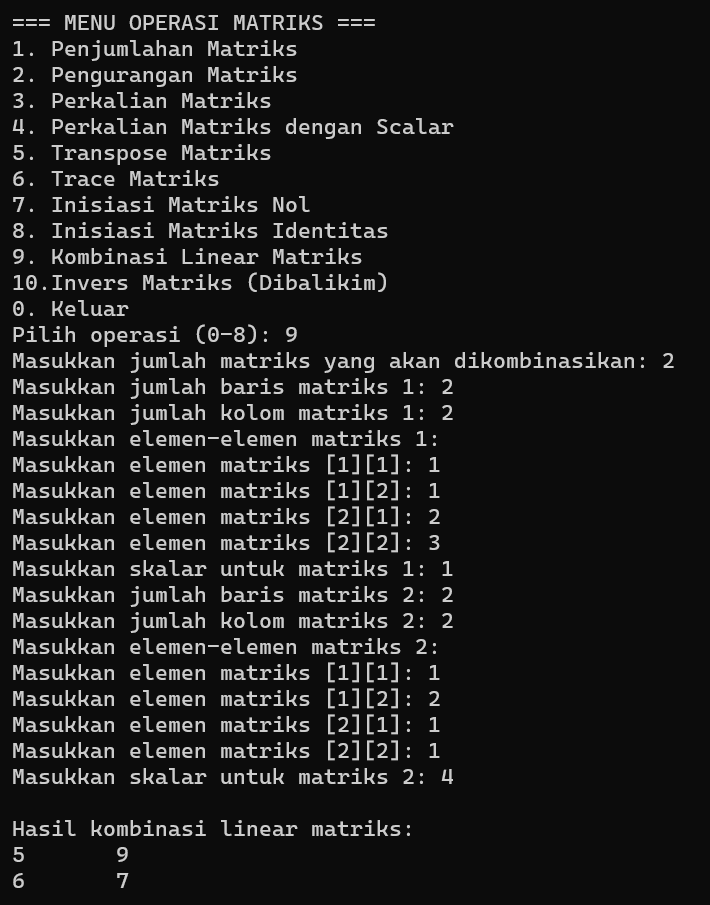 === MENU OPERASI MATRIKS ===
1. Penjumlahan Matriks
2. Pengurangan Matriks
3. Perkalian Matriks
4. Perkalian Matriks dengan Scalar
5. Transpose Matriks
6. Trace Matriks
7. Inisiasi Matriks Nol
8. Inisiasi Matriks Identitas
9. Kombinasi Linear Matriks
10.Invers Matriks (Dibalikim)
0. Keluar
Pilih operasi (0-8): 9
Masukkan jumlah matriks yang akan dikombinasikan: 2
Masukkan jumlah baris matriks 1: 2
Masukkan jumlah kolom matriks 1: 2
Masukkan elemen-elemen matriks 1:
Masukkan elemen matriks [1][1]: 1
Masukkan elemen matriks [1][2]: 1
Masukkan elemen matriks [2][1]: 2
Masukkan elemen matriks [2][2]: 3
Masukkan skalar untuk matriks 1: 1
Masukkan jumlah baris matriks 2: 2
Masukkan jumlah kolom matriks 2: 2
Masukkan elemen-elemen matriks 2:
Masukkan elemen matriks [1][1]: 1
Masukkan elemen matriks [1][2]: 2
Masukkan elemen matriks [2][1]: 1
Masukkan elemen matriks [2][2]: 1
Masukkan skalar untuk matriks 2: 4

Hasil kombinasi linear matriks:
5       9
6       7